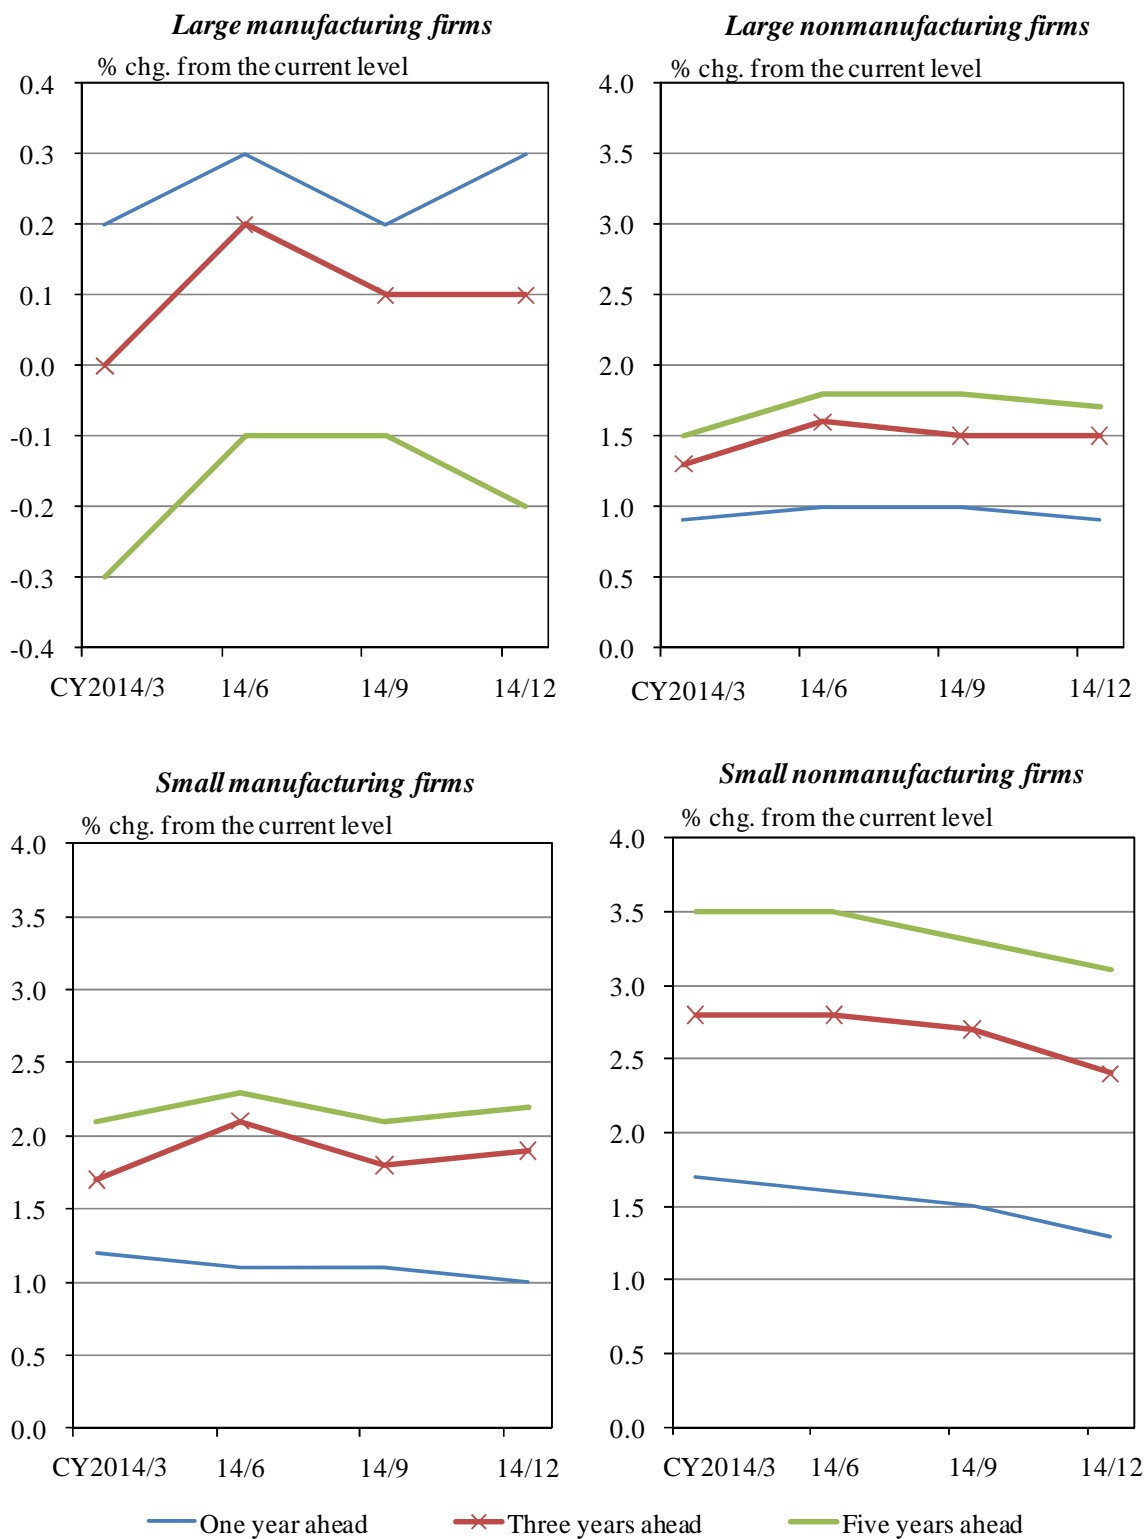 Large manufacturing firms
% chg. from the current level
0.4
0.3
0.2
0.1
0.0
-0.1
-0.2
-0.3
-0.4
CY2014/3 14/6 14/9 14/12
Large nonmanufacturing firms
% chg. from the current level
4.0
3.5
3.0
2.5
2.0
1.5
1.0
0.5
0.0
CY2014/3 14/6 14/9 14/12
Small manufacturing firms
% chg. from the current level
4.0
3.5
3.0
2.5
2.0
1.5
1.0
0.5
0.0
CY2014/3 14/6 14/9 14/12
Small nonmanufacturing firms
% chg. from the current level
4.0
3.5
3.0
2.5
2.0
1.5
1.0
0.5
0.0
CY2014/3 14/6 14/9 14/12
One year ahead Three years ahead Five years ahead